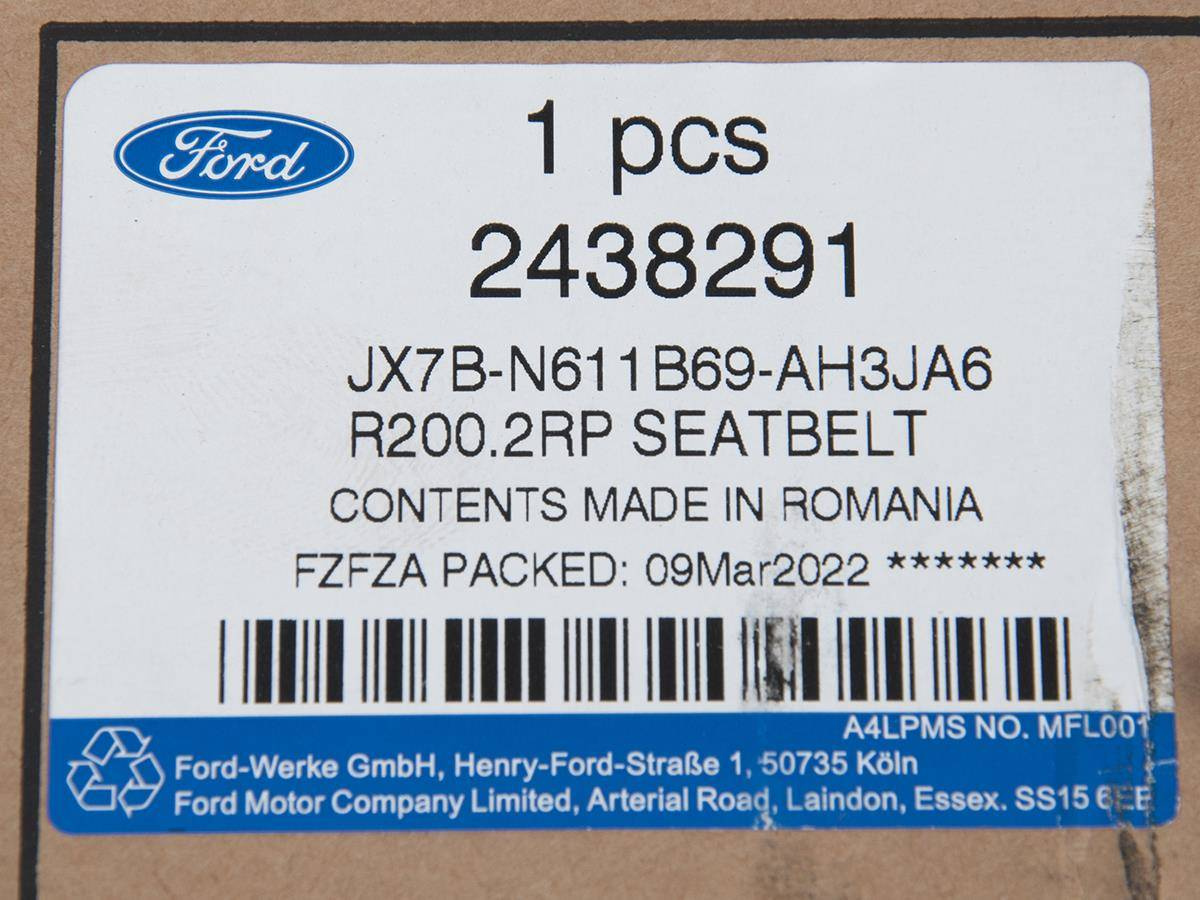 Ford
1 pcs
2438291
JX7B-N611B69-AH3JA6
R200.2RP SEATBELT
CONTENTS MADE IN ROMANIA
FZFZA PACKED: 09Mar2022 *******
A4LPMS NO. MFL001
Ford-Werke GmbH, Henry-Ford-Straße 1, 50735 Köln
Ford Motor Company Limited, Arterial Road, Laindon, Essex. SS15 6EE